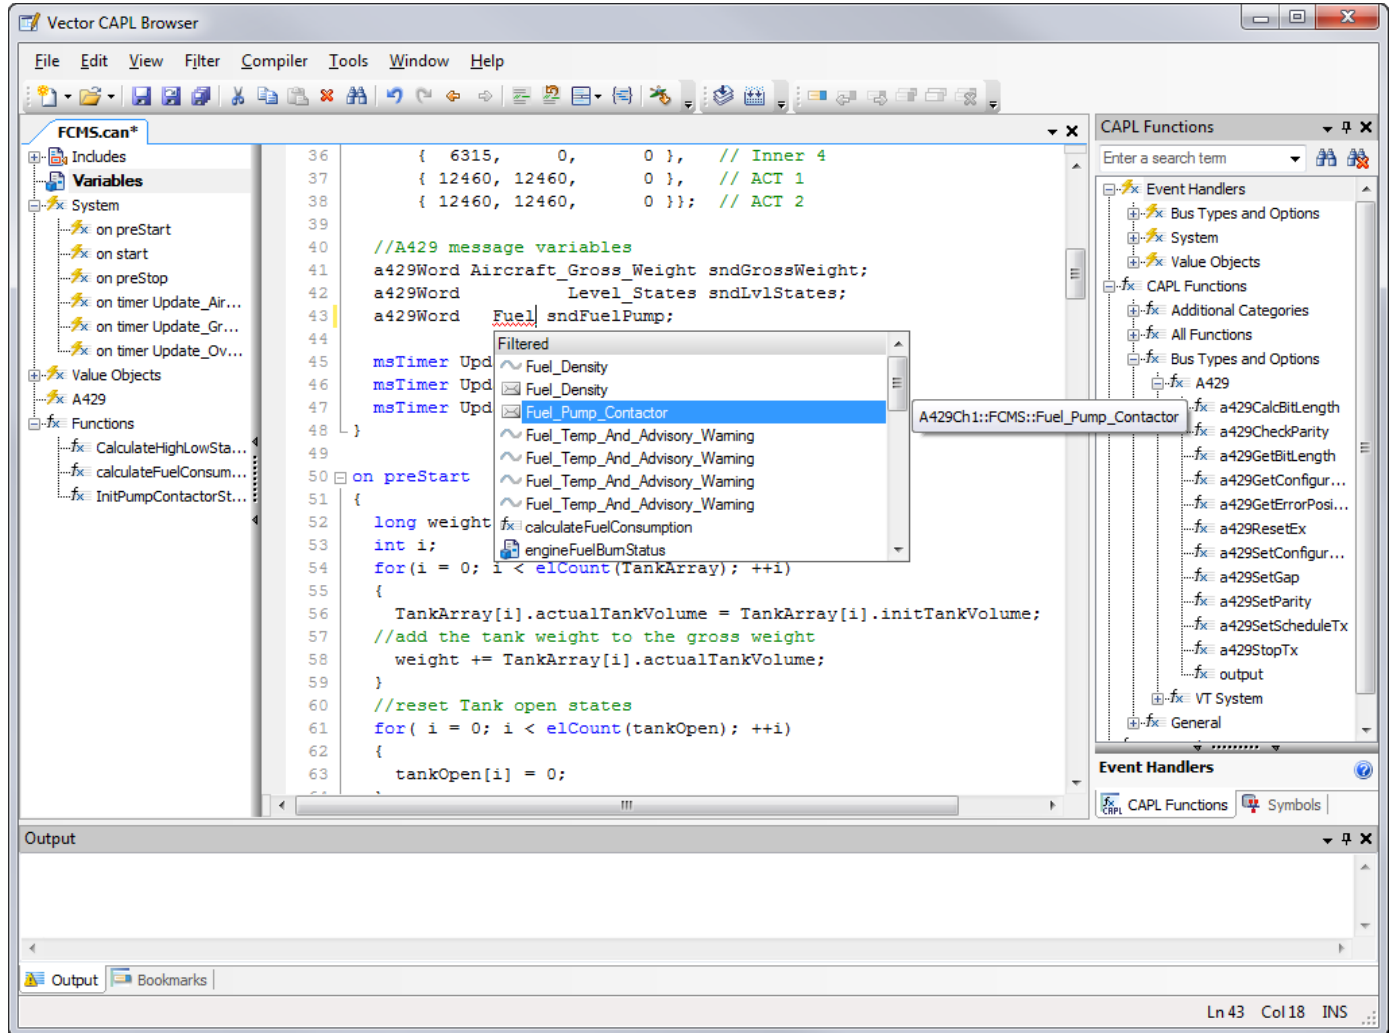 Vector CAPL Browser
File Edit View Filter Compiler Tools Window Help
FCMS.can*
Includes
Variables
System
on preStart
on start
on preStop
on timer Update_Air...
on timer Update_Gr...
on timer Update_Ov...
Value Objects
A429
Functions
CalculateHighLowSta...
calculateFuelConsum...
InitPumpContactorSt...
36 { 6315, 0, 0 }, // Inner 4
37 { 12460, 12460, 0 }, // ACT 1
38 { 12460, 12460, 0 }}; // ACT 2
39
40 //A429 message variables
41 a429Word Aircraft_Gross_Weight sndGrossWeight;
42 a429Word Level_States sndLvlStates;
43 a429Word Fuel sndFuelPump;
44
45 msTimer Upd
46 msTimer Upd
47 msTimer Upd
48 }
49
50 on preStart
51 {
52 long weight
53 int i;
54 for(i = 0; i < elCount(TankArray); ++i)
55 {
56 TankArray[i].actualTankVolume = TankArray[i].initTankVolume;
57 //add the tank weight to the gross weight
58 weight += TankArray[i].actualTankVolume;
59 }
60 //reset Tank open states
61 for( i = 0; i < elCount(tankOpen); ++i)
62 {
63 tankOpen[i] = 0;
Filtered
Fuel_Density
Fuel_Density
Fuel_Pump_Contactor
Fuel_Temp_And_Advisory_Warning
Fuel_Temp_And_Advisory_Warning
Fuel_Temp_And_Advisory_Warning
Fuel_Temp_And_Advisory_Warning
calculateFuelConsumption
engineFuelBurnStatus
A429Ch1::FCMS::Fuel_Pump_Contactor
CAPL Functions
Enter a search term
Event Handlers
Bus Types and Options
System
Value Objects
CAPL Functions
Additional Categories
All Functions
Bus Types and Options
A429
a429CalcBitLength
a429CheckParity
a429GetBitLength
a429GetConfigur...
a429GetErrorPosi...
a429ResetEx
a429SetConfigur...
a429SetGap
a429SetParity
a429SetScheduleTx
a429StopTx
output
VT System
General
Event Handlers
CAPL Functions Symbols
Output
Output Bookmarks
Ln 43 Col 18 INS